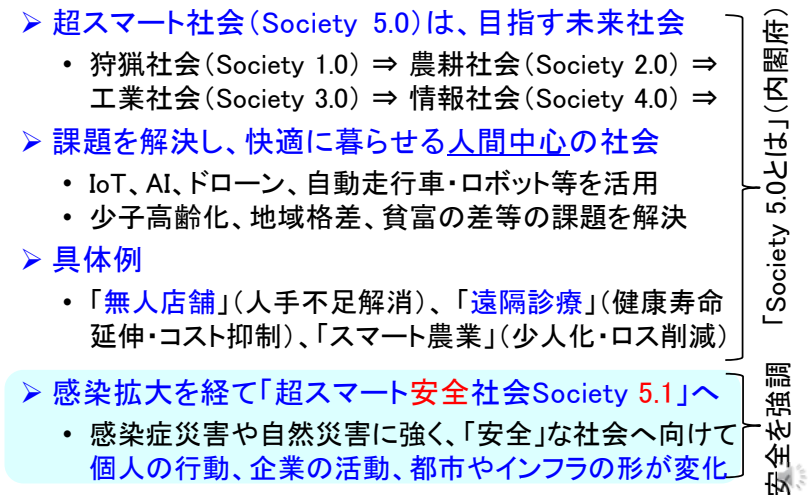 ➢ 超スマート社会（Society 5.0）は、目指す未来社会
• 狩猟社会（Society 1.0） ⇒ 農耕社会（Society 2.0） ⇒
工業社会（Society 3.0） ⇒ 情報社会（Society 4.0） ⇒
➢ 課題を解決し、快適に暮らせる人間中心の社会
• IoT、AI、ドローン、自動走行車・ロボット等を活用
• 少子高齢化、地域格差、貧富の差等の課題を解決
➢ 具体例
• 「無人店舗」（人手不足解消）、「遠隔診療」（健康寿命
延伸・コスト抑制）、「スマート農業」（少人化・ロス削減）
「Society 5.0とは」（内閣府）
➢ 感染拡大を経て「超スマート安全社会Society 5.1」へ
• 感染症災害や自然災害に強く、「安全」な社会へ向けて
個人の行動、企業の活動、都市やインフラの形が変化
安全を強調